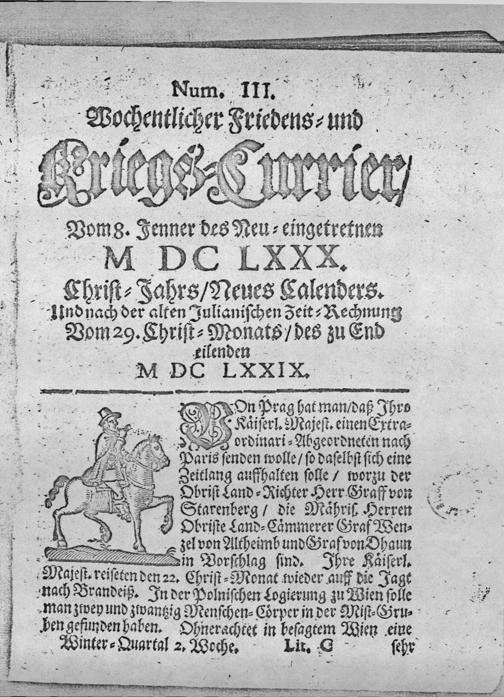 Num. III.
Wochentlicher Friedens- und
Kriegs-Currier/
Vom 8. Jenner des Neu-eingetretnen
M DC LXXX.
Christ-Jahrs/Neues Calenders.
Und nach der alten Julianischen Zeit-Rechnung
Vom 29. Christ-Monats/des zu End
eilenden
M DC LXXIX.
VOn Prag hat man/daß Ihro
Käiserl. Majest. einen Extra-
ordinari-Abgeordneten nach
Paris senden wolle/so daselbst sich eine
Zeitlang auffhalten solle/ worzu der
Obrist Land-Richter Herr Graff von
Starenberg/ die Mähris. Herren
Obriste Land-Cämmerer Graf Wen-
zel von Altheimb und Graf von Dhaun
in Vorschlag sind. Ihre Käiserl.
Majest. reiseten den 22. Christ-Monat wieder auff die Jagt
nach Brandeiß. In der Polnischen Logierung zu Wien solle
man zwey und zwantzig Menschen-Cörper in der Mist-Gru-
ben gefunden haben. Ohnerachtet in besagtem Wien eine
Winter-Quartal 2. Woche. Lit. C sehr